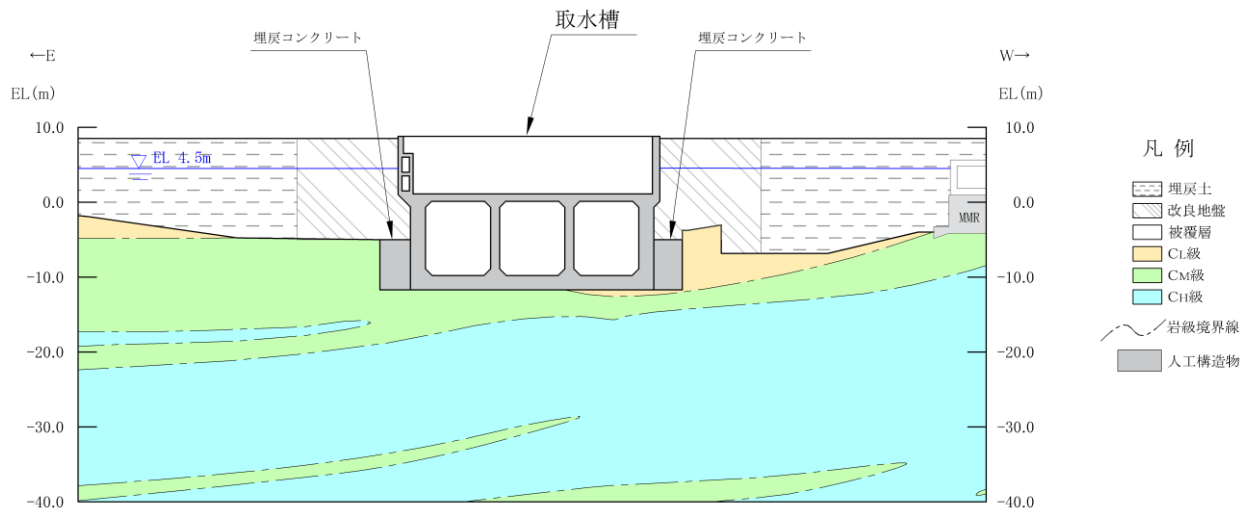 取水槽
埋戻コンクリート
埋戻コンクリート
←E
W→
EL(m)
EL(m)
10.0
10.0
EL 4.5m
0.0
0.0
MMR
-10.0
-10.0
-20.0
-20.0
-30.0
-30.0
-40.0
-40.0
凡 例
埋戻土
改良地盤
被覆層
CL級
CM級
CH級
岩級境界線
人工構造物